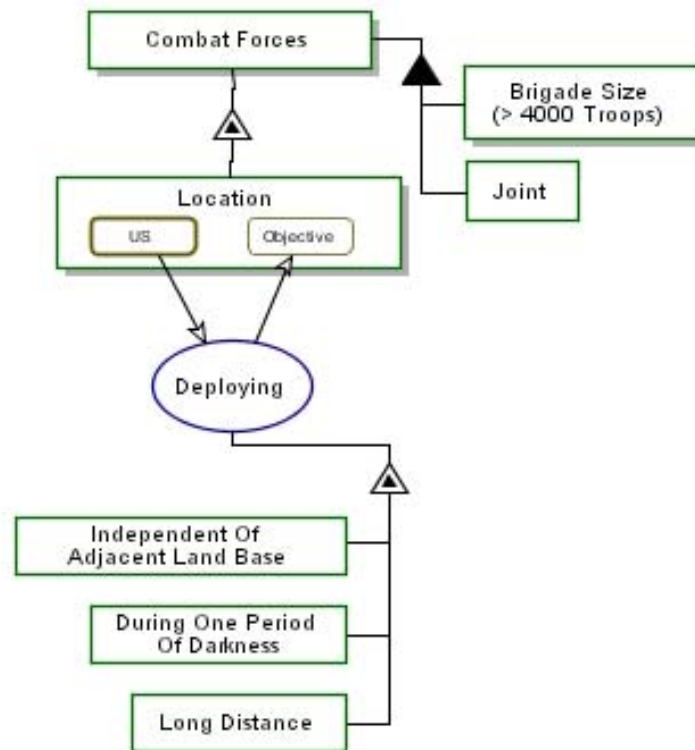 Combat Forces
Brigade Size
(> 4000 Troops)
Joint
Location
US
Objective
Deploying
Independent Of
Adjacent Land Base
During One Period
Of Darkness
Long Distance